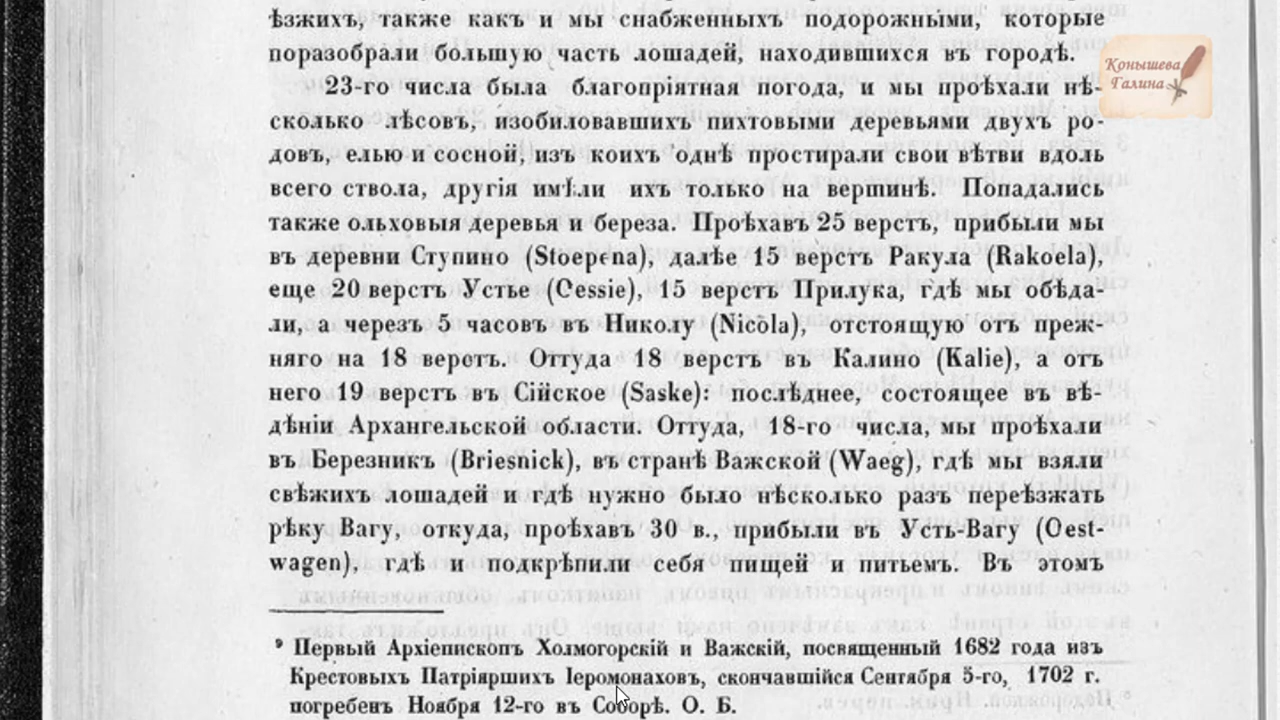 ѣзжихъ, также какъ и мы снабженныхъ подорожными, которые
поразобрали большую часть лошадей, находившихся въ городѣ.
Конышева
Галина
23-го числа была благопріятная погода, и мы проѣхали нѣ-
сколько лѣсовъ, изобиловавшихъ пихтовыми деревьями двухъ ро-
довъ, елью и сосной, изъ коихъ однѣ простирали свои вѣтви вдоль
всего ствола, другія имѣли ихъ только на вершинѣ. Попадались
также ольховыя деревья и береза. Проѣхавъ 25 верстъ, прибыли мы
въ деревни Ступино (Stoepena), далѣе 15 верстъ Ракула (Rakoela),
еще 20 верстъ Устье (Oessie), 15 верстъ Прилука, гдѣ мы обѣда-
ли, а черезъ 5 часовъ въ Николу (Nicòla), отстоящую отъ преж-
няго на 18 верстъ. Оттуда 18 верстъ въ Калино (Kalie), а отъ
него 19 верстъ въ Сійское (Saske): послѣднее, состоящее въ вѣ-
дѣніи Архангельской области. Оттуда, 18-го числа, мы проѣхали
въ Березникъ (Briesnick), въ странѣ Важской (Waeg), гдѣ мы взяли
свѣжихъ лошадей и гдѣ нужно было нѣсколько разъ переѣзжать
рѣку Вагу, откуда, проѣхавъ 30 в., прибыли въ Усть-Вагу (Oest-
wagen), гдѣ и подкрѣпили себя пищей и питьемъ. Въ этомъ
⁹ Первый Архіепископъ Холмогорскій и Важскій, посвященный 1682 года изъ
Крестовыхъ Патріяршихъ Іеромонаховъ, скончавшійся Сентября 5-го, 1702 г.
погребенъ Ноября 12-го въ Соборѣ. О. Б.